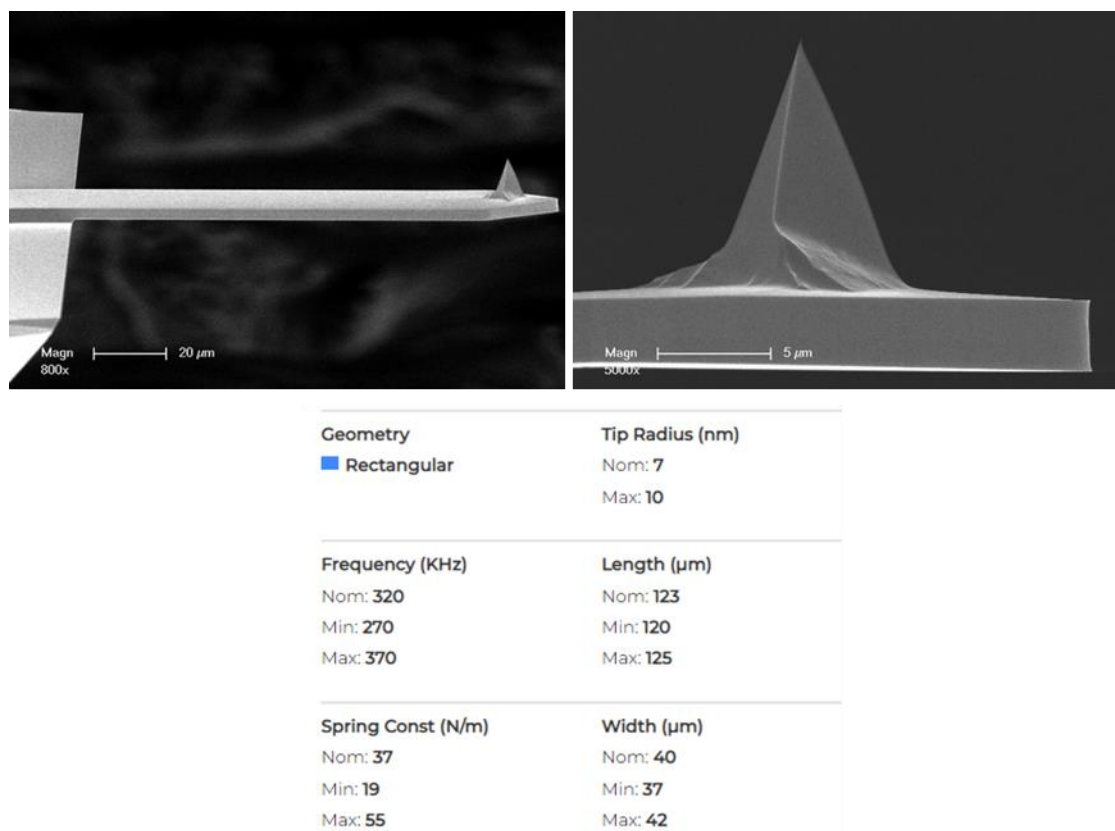 Magn 20 µm
800x
Magn 5 µm
5000x
Geometry
Rectangular
Tip Radius (nm)
Nom: 7
Max: 10
Frequency (KHz)
Nom: 320
Min: 270
Max: 370
Length (µm)
Nom: 123
Min: 120
Max: 125
Spring Const (N/m)
Nom: 37
Min: 19
Max: 55
Width (µm)
Nom: 40
Min: 37
Max: 42